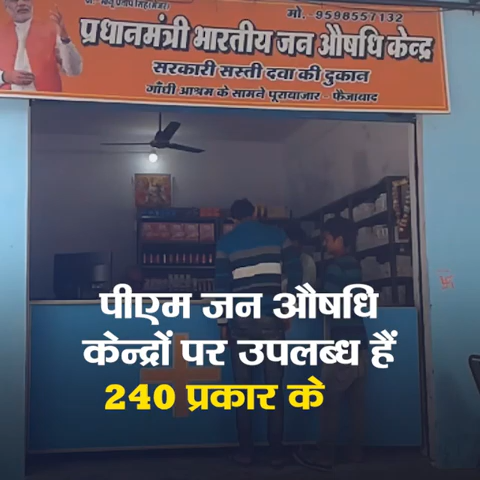 मो.-9598557132
प्रधानमंत्री भारतीय जन औषधि केन्द्र
सरकारी सस्ती दवा की दुकान
गाँधी आश्रम के सामने पूराबाजार - फैजाबाद
पीएम जन औषधि
केन्द्रों पर उपलब्ध हैं
240 प्रकार के